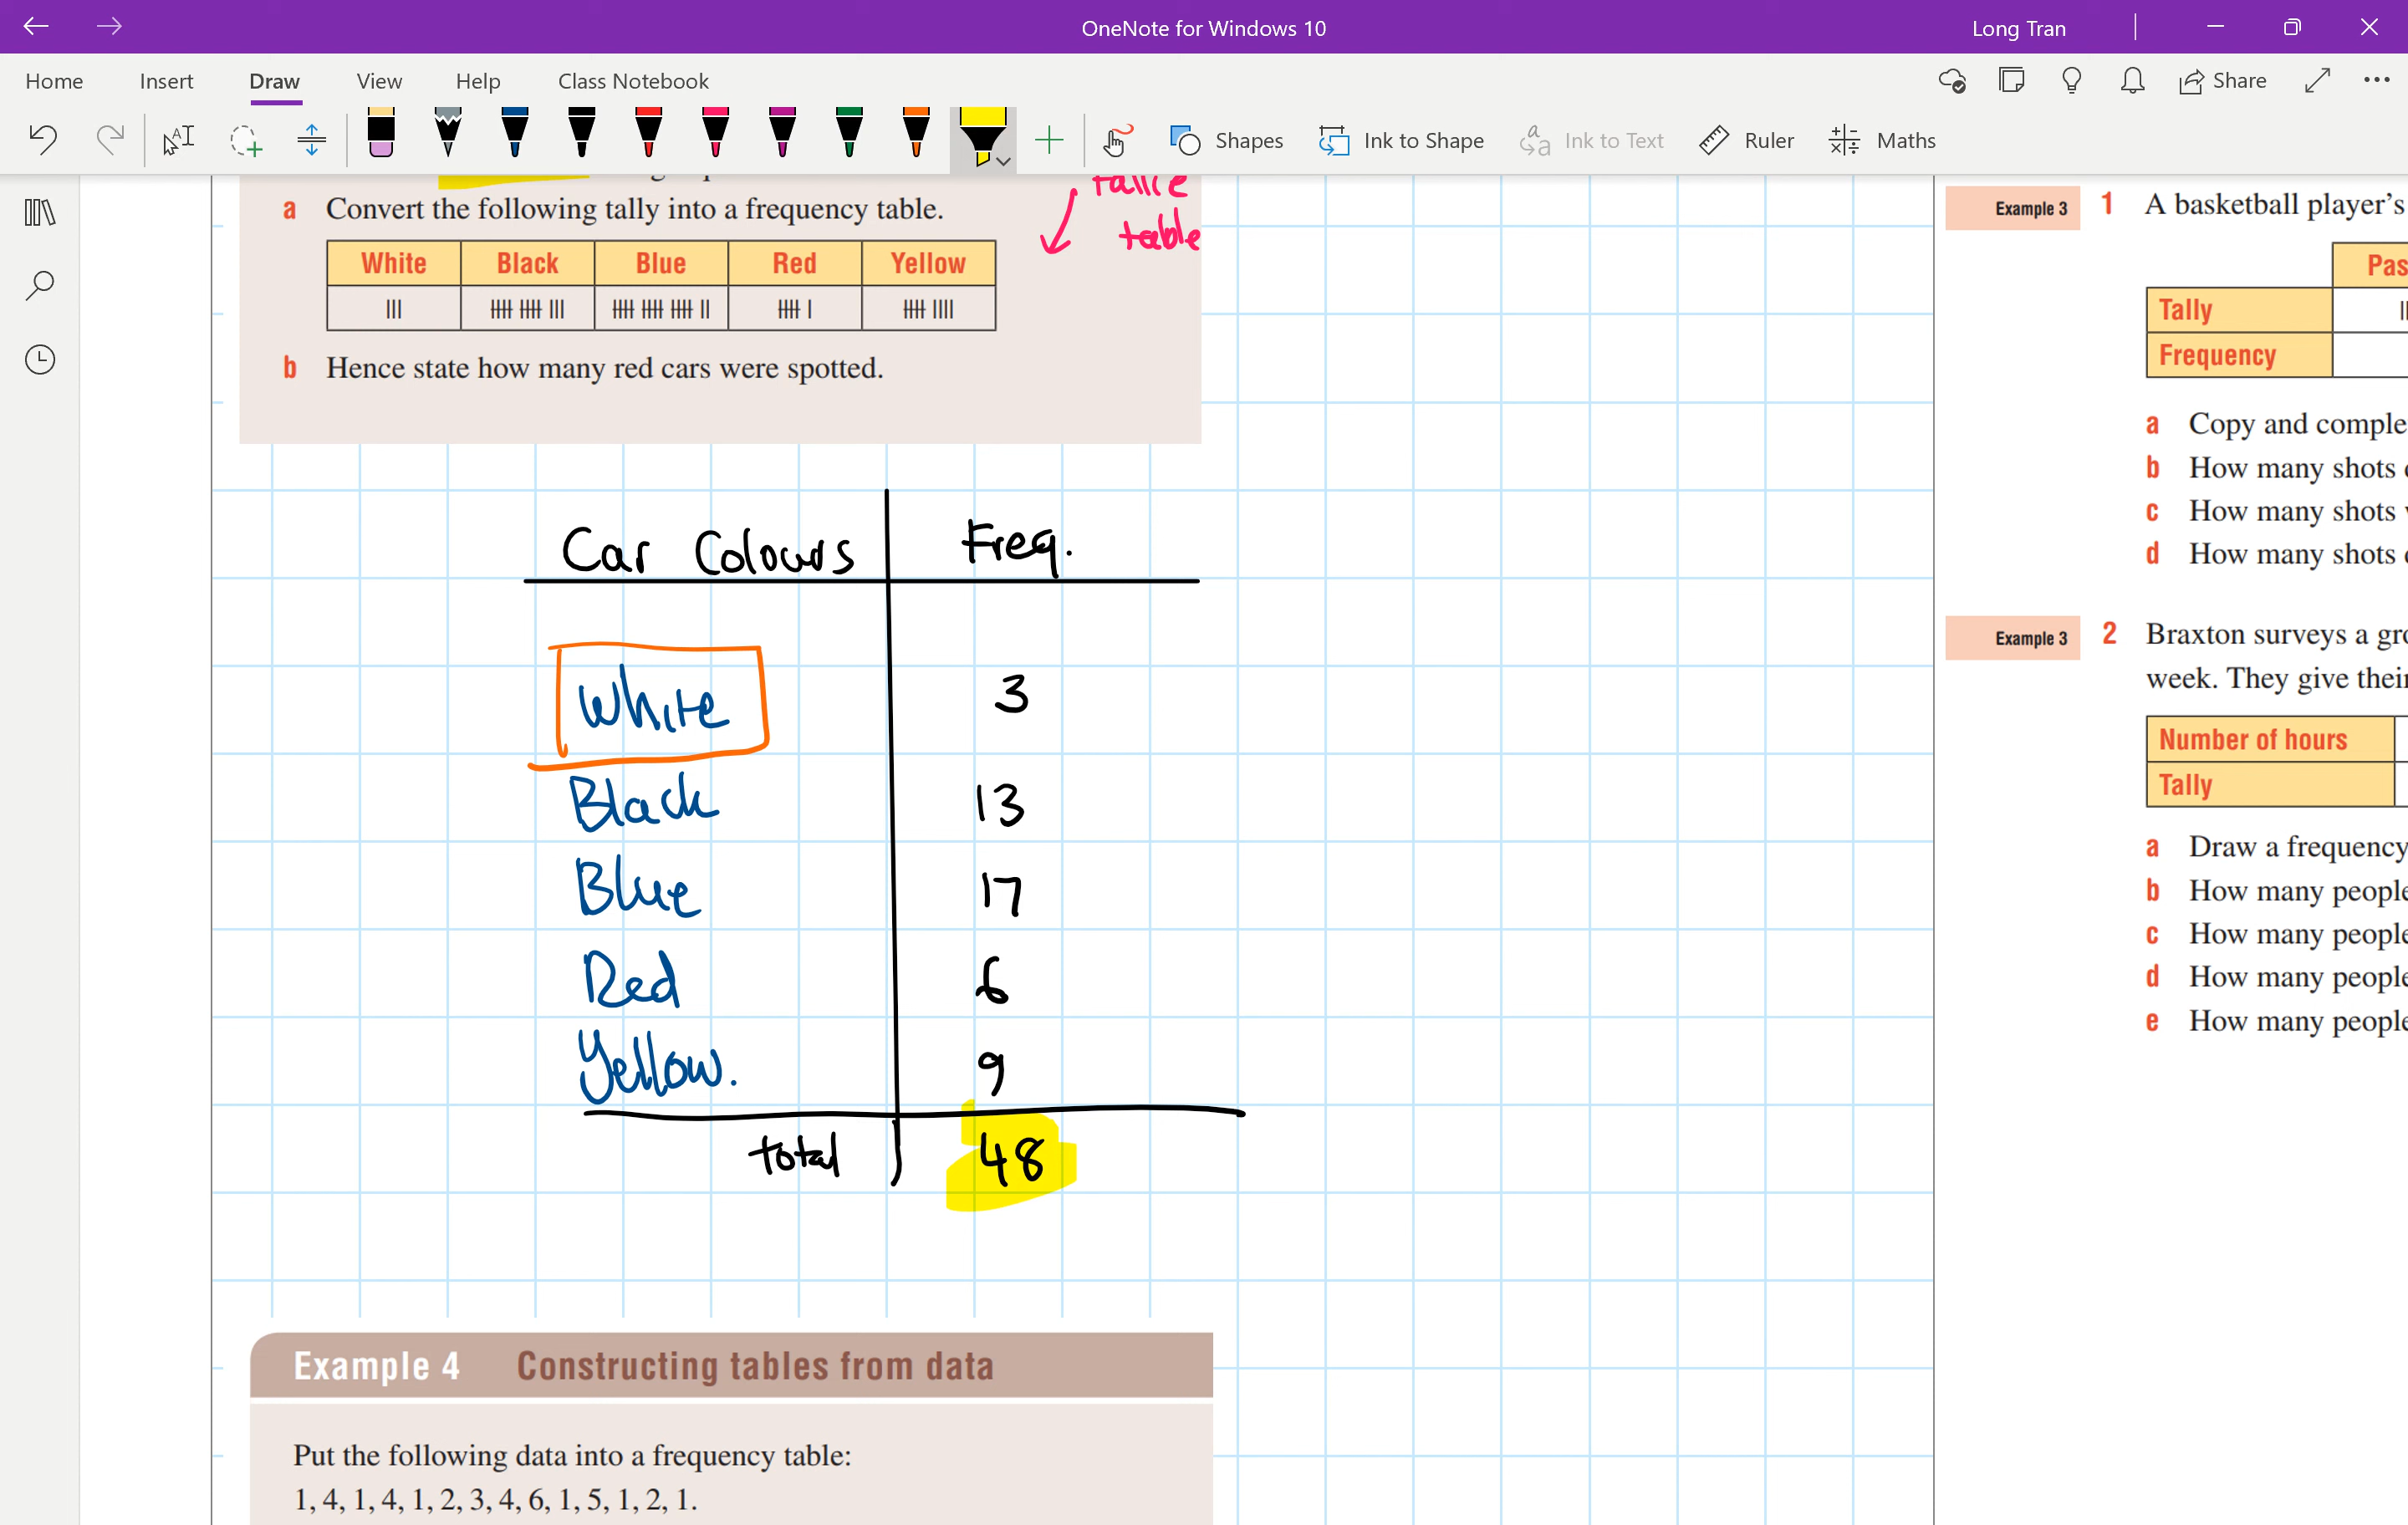 OneNote for Windows 10
Long Tran
Home Insert Draw View Help Class Notebook
Share
Shapes Ink to Shape Ink to Text Ruler Maths
table
a Convert the following tally into a frequency table.
White Black Blue Red Yellow
b Hence state how many red cars were spotted.
Car Colours Freq.
White 3
Black 13
Blue 17
Red 6
Yellow. 9
total 48
Example 4 Constructing tables from data
Put the following data into a frequency table:
1, 4, 1, 4, 1, 2, 3, 4, 6, 1, 5, 1, 2, 1.
Example 3 1 A basketball player's
Pas
Tally
Frequency
a Copy and comple
b How many shots
c How many shots
d How many shots
Example 3 2 Braxton surveys a gro
week. They give their
Number of hours
Tally
a Draw a frequency
b How many people
c How many people
d How many people
e How many people